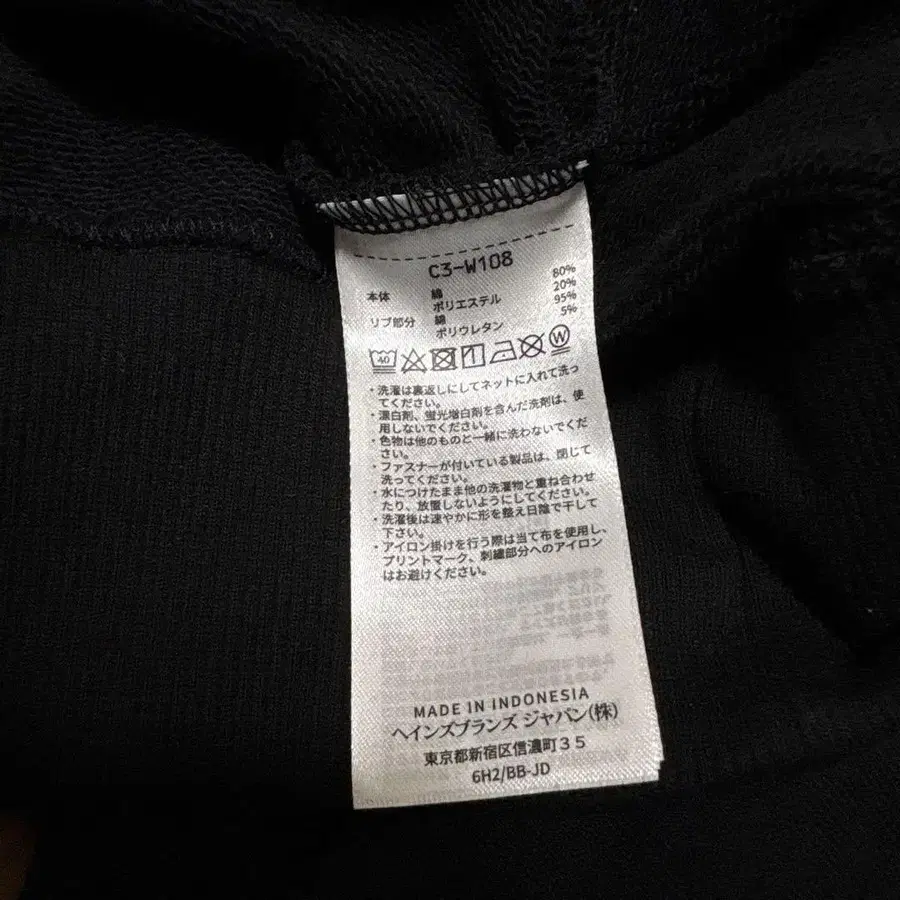 C3-W108
本体 綿 80%
ポリエステル 20%
リブ部分 綿 95%
ポリウレタン 5%
40 W
・洗濯は裏返しにしてネットに入れて洗っ
てください。
・漂白剤、蛍光増白剤を含んだ洗剤は、使
用しないでください。
・色物は他のものと一緒に洗わないでくだ
さい。
・ファスナーが付いている製品は、閉じて
洗ってください。
・水につけたまま他の洗濯物と重ね合わせ
たり、放置しないようにしてください。
・洗濯後は速やかに形を整え日陰で干して
下さい。
・アイロン掛けを行う際は当て布を使用し、
プリントマーク、刺繍部分へのアイロン
はお避けください。
MADE IN INDONESIA
ヘインズブランズ ジャパン(株)
東京都新宿区信濃町３５
6H2/BB-JD